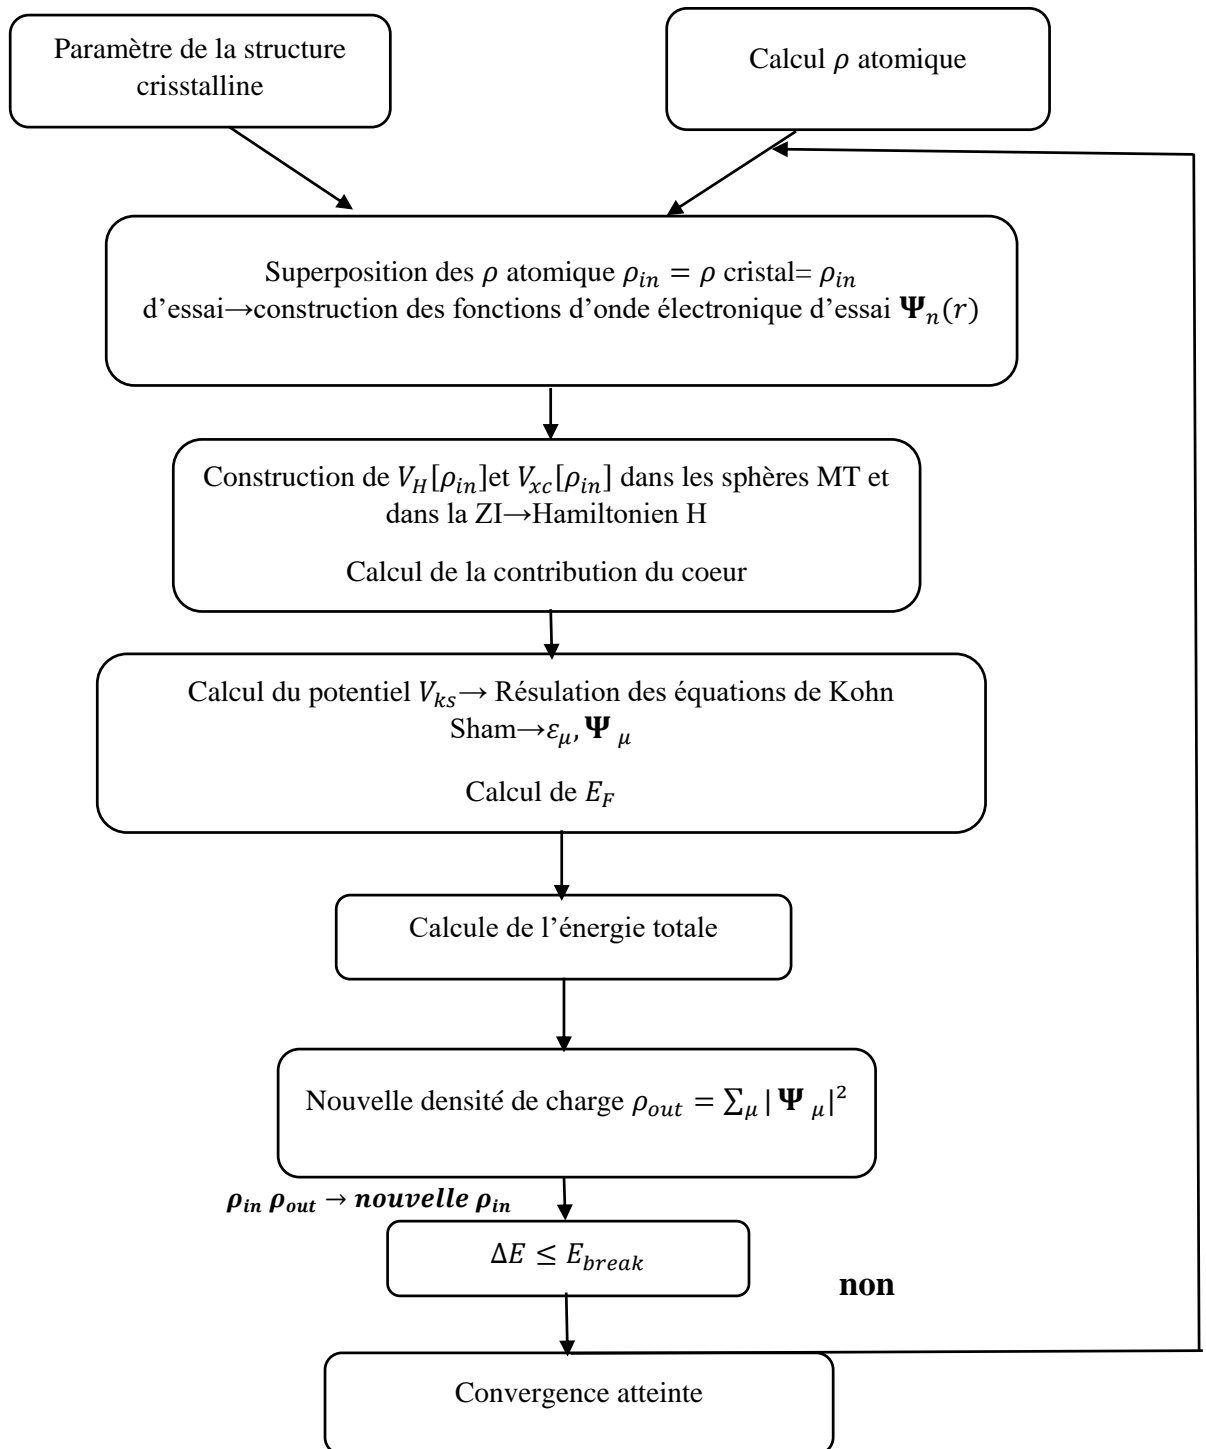 Paramètre de la structure
crisstalline
Calcul ρ atomique
Superposition des ρ atomique ρ_in = ρ cristal= ρ_in
d’essai→construction des fonctions d’onde électronique d’essai Ψ_n(r)
Construction de V_H[ρ_in]et V_xc[ρ_in] dans les sphères MT et
dans la ZI→Hamiltonien H
Calcul de la contribution du coeur
Calcul du potentiel V_ks→ Résulation des équations de Kohn
Sham→ε_μ, Ψ_μ
Calcul de E_F
Calcule de l’énergie totale
Nouvelle densité de charge ρ_out = ∑_μ | Ψ_μ|²
ρ_in ρ_out → nouvelle ρ_in
ΔE ≤ E_break
non
Convergence atteinte